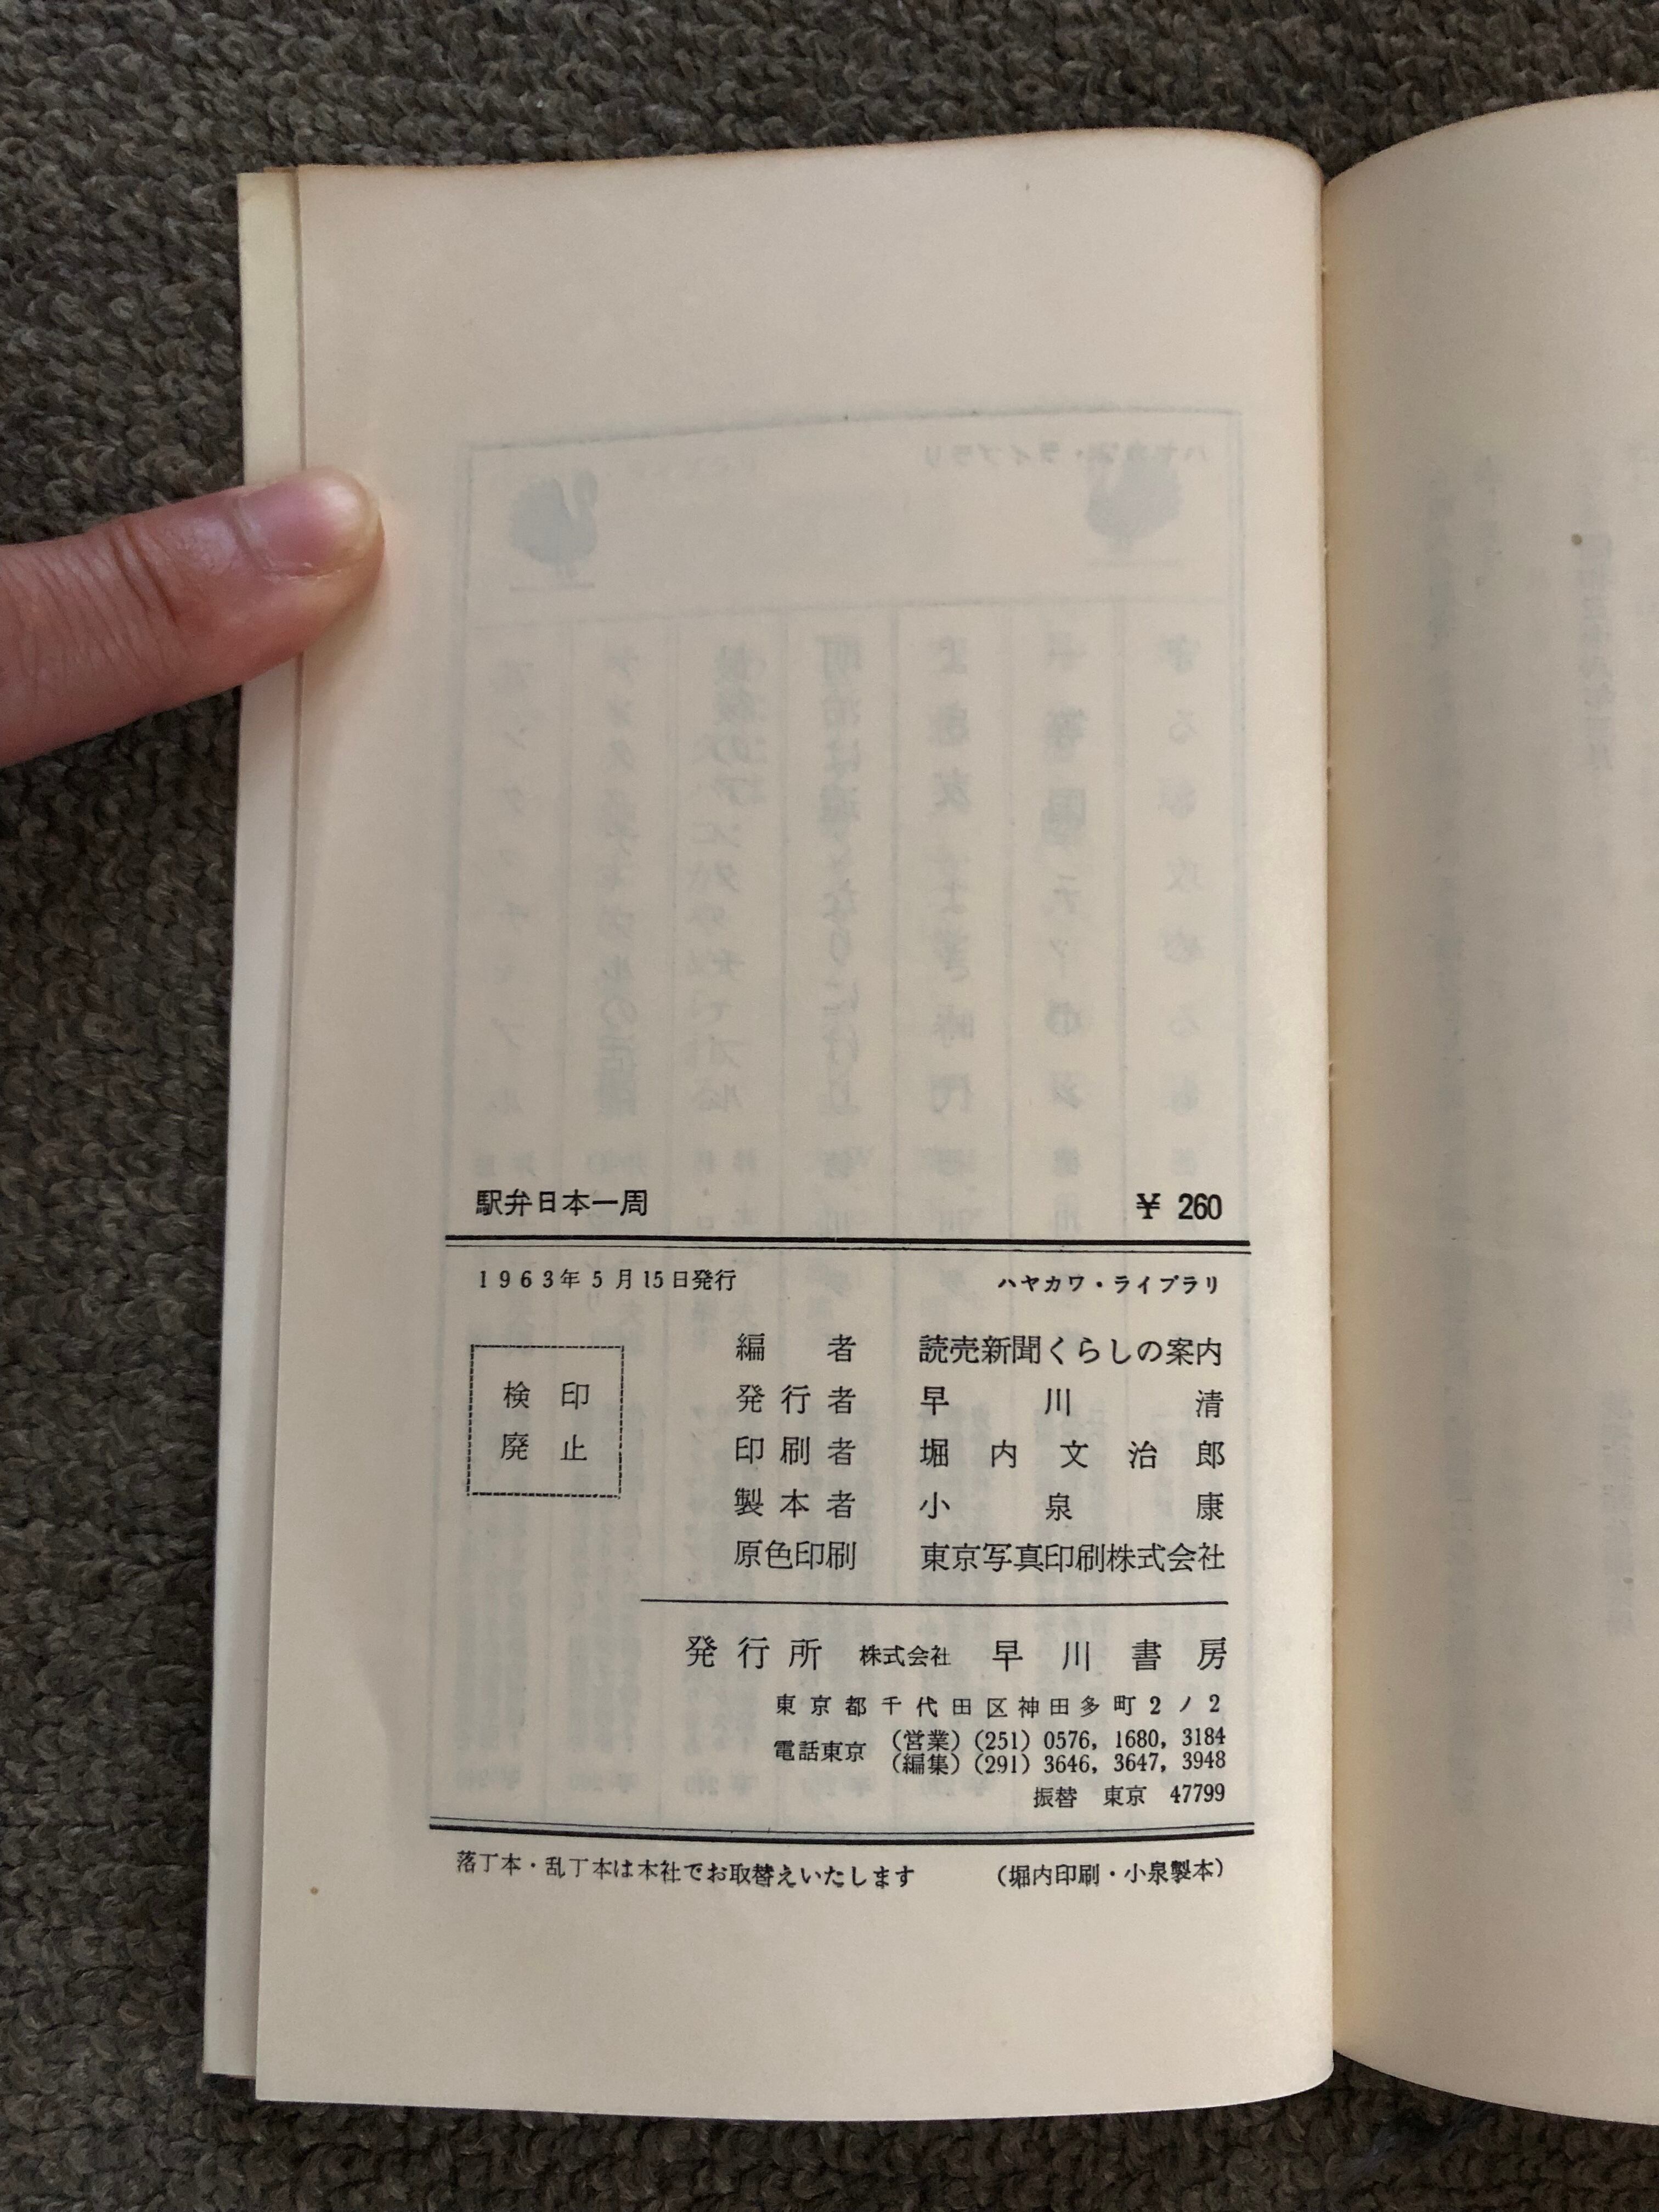 駅弁日本一周 ¥ 260
1963年5月15日発行 ハヤカワ・ライブラリ
検印
廃止
編者 読売新聞くらしの案内
発行者 早川清
印刷者 堀内文治郎
製本者 小泉康
原色印刷 東京写真印刷株式会社
発行所 株式会社 早川書房
東京都千代田区神田多町2ノ2
電話東京 (営業) (251) 0576, 1680, 3184
(編集) (291) 3646, 3647, 3948
振替 東京 47799
落丁本・乱丁本は本社でお取替えいたします (堀内印刷・小泉製本)